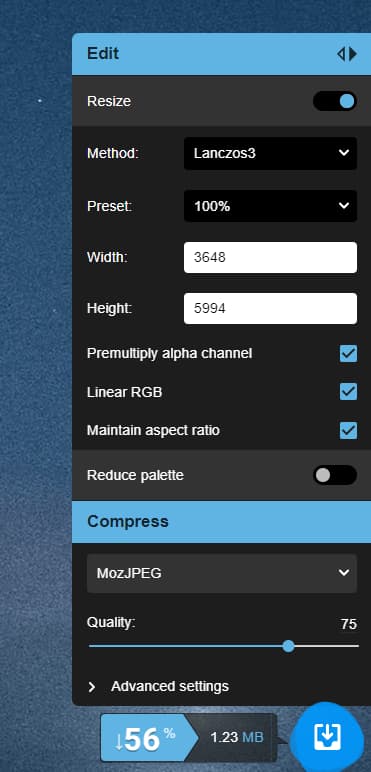 Edit
Resize
Method: Lanczos3
Preset: 100%
Width: 3648
Height: 5994
Premultiply alpha channel
Linear RGB
Maintain aspect ratio
Reduce palette
Compress
MozJPEG
Quality: 75
Advanced settings
↓56 % 1.23 MB